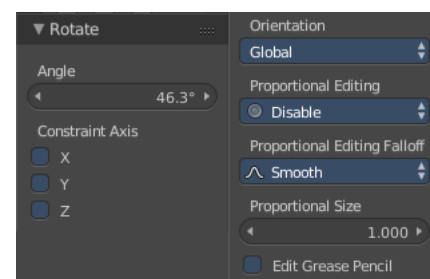 Rotate
Angle
46.3°
Constraint Axis
X
Y
Z
Orientation
Global
Proportional Editing
Disable
Proportional Editing Falloff
Smooth
Proportional Size
1.000
Edit Grease Pencil